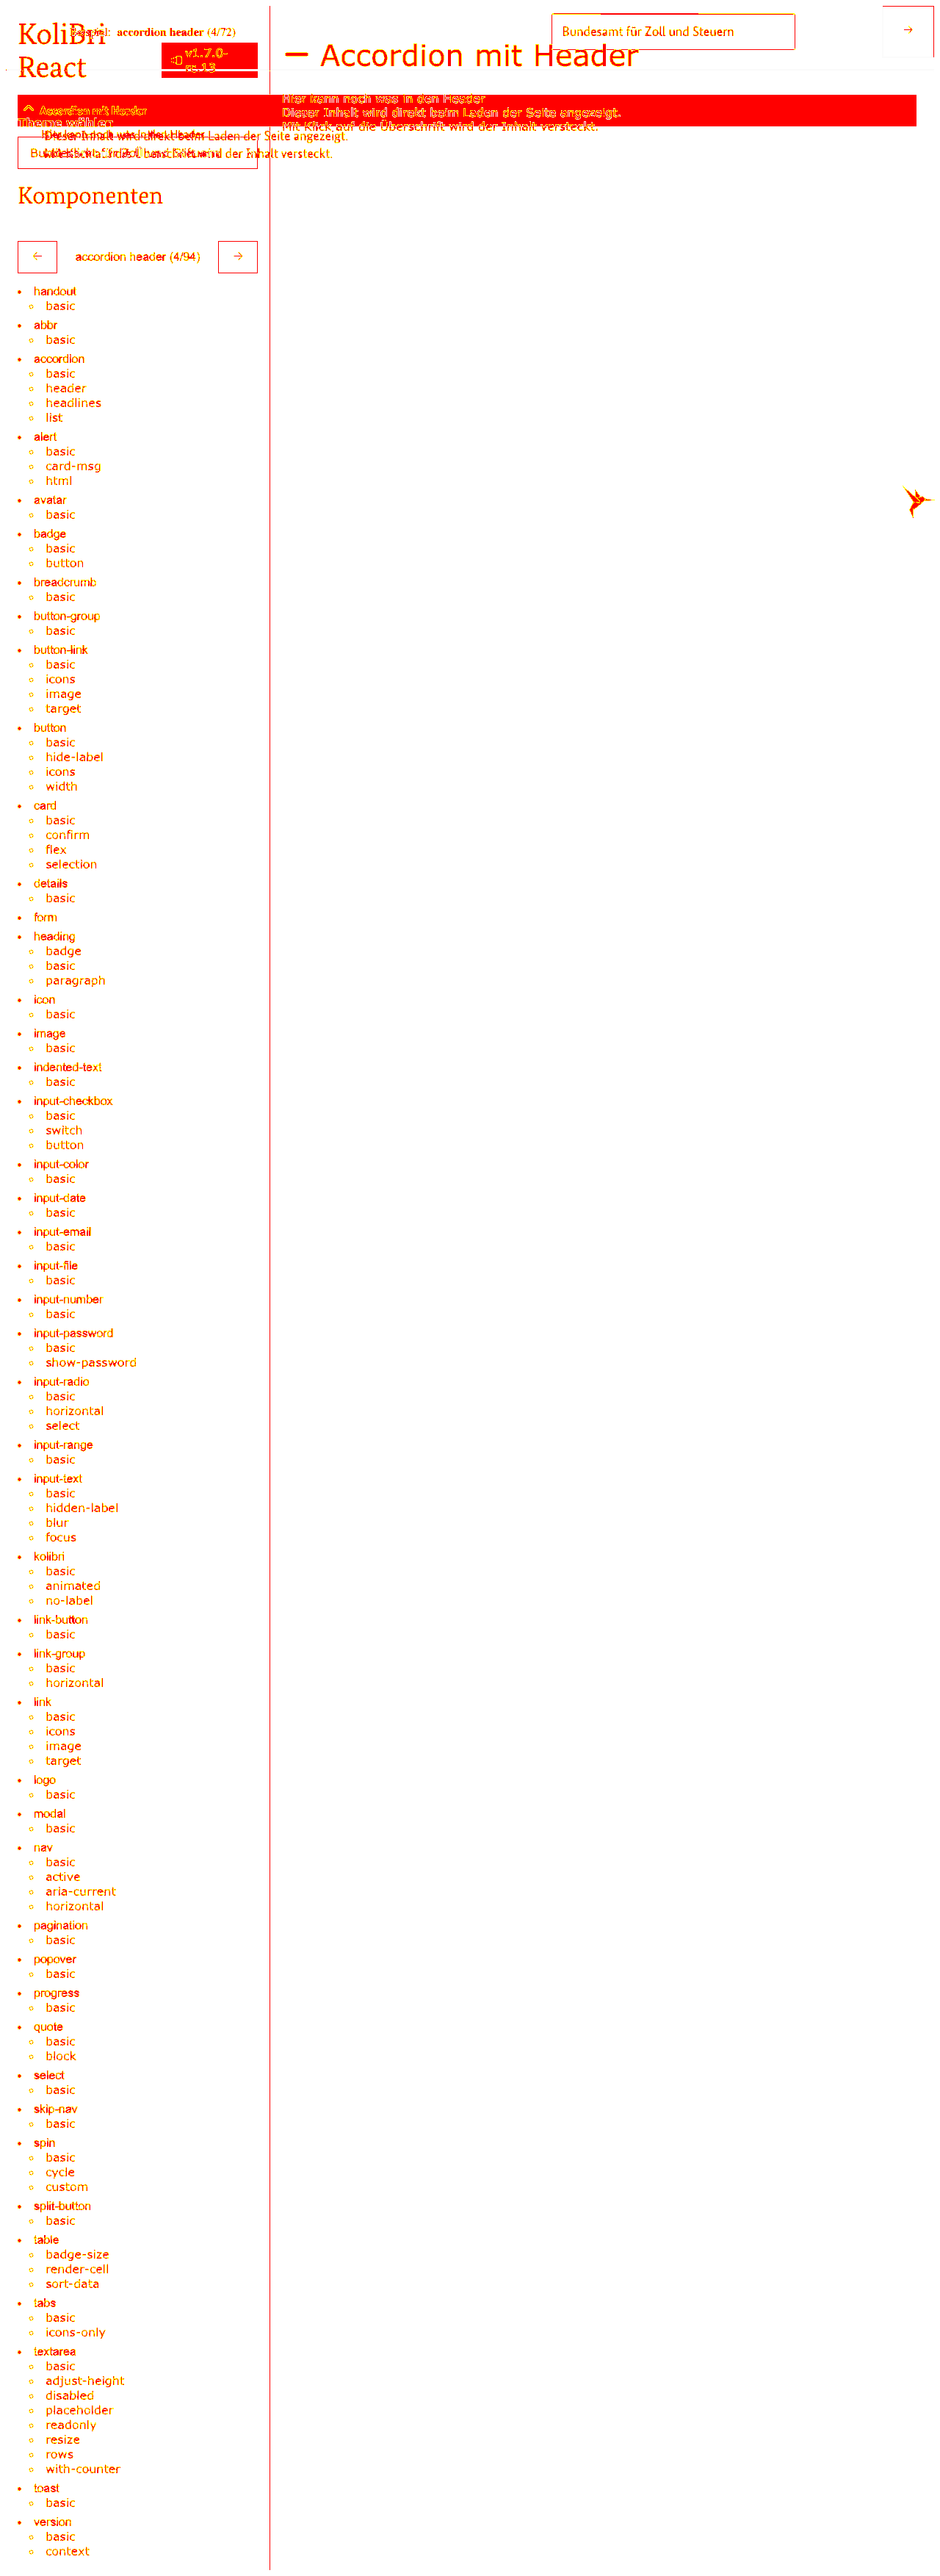 KoliBri
React
Beispiel: accordion header (4/72)
v1.7.0-
rc.13
Bundesamt für Zoll und Steuern
→
– Accordion mit Header
Accordion mit Header
Hier kann noch was in den Header
Dieser Inhalt wird direkt beim Laden der Seite angezeigt.
Mit Klick auf die Überschrift wird der Inhalt versteckt.
Theme wählen
Hier kann noch was in den Header
Dieser Inhalt wird direkt beim Laden der Seite angezeigt.
der Inhalt versteckt.
Komponenten
← accordion header (4/94) →
handout
basic
abbr
basic
accordion
basic
header
headlines
list
alert
basic
card-msg
html
avatar
basic
badge
basic
button
breadcrumb
basic
button-group
basic
button-link
basic
icons
image
target
button
basic
hide-label
icons
width
card
basic
confirm
flex
selection
details
basic
form
heading
badge
basic
paragraph
icon
basic
image
basic
indented-text
basic
input-checkbox
basic
switch
button
input-color
basic
input-date
basic
input-email
basic
input-file
basic
input-number
basic
input-password
basic
show-password
input-radio
basic
horizontal
select
input-range
basic
input-text
basic
hidden-label
blur
focus
kolibri
basic
animated
no-label
link-button
basic
link-group
basic
horizontal
link
basic
icons
image
target
logo
basic
modal
basic
nav
basic
active
aria-current
horizontal
pagination
basic
popover
basic
progress
basic
quote
basic
block
select
basic
skip-nav
basic
spin
basic
cycle
custom
split-button
basic
table
badge-size
render-cell
sort-data
tabs
basic
icons-only
textarea
basic
adjust-height
disabled
placeholder
readonly
resize
rows
with-counter
toast
basic
version
basic
context